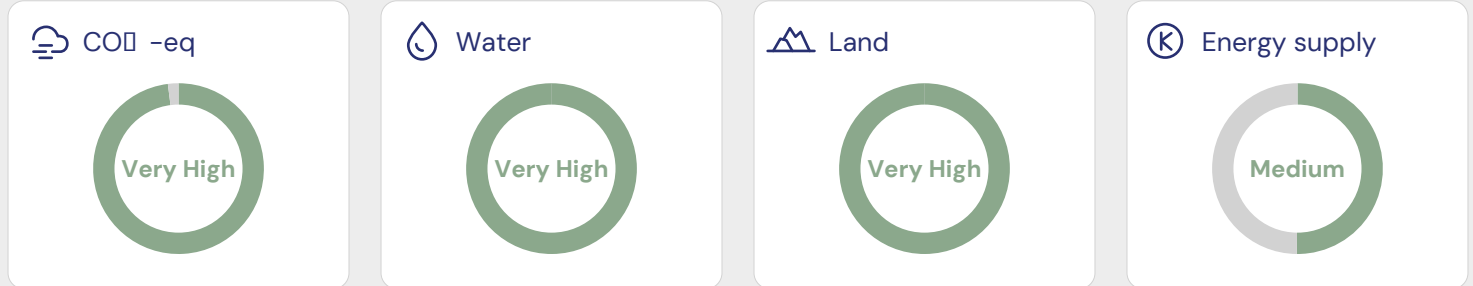 CO▯ -eq
Very High
Water
Very High
Land
Very High
Energy supply
Medium